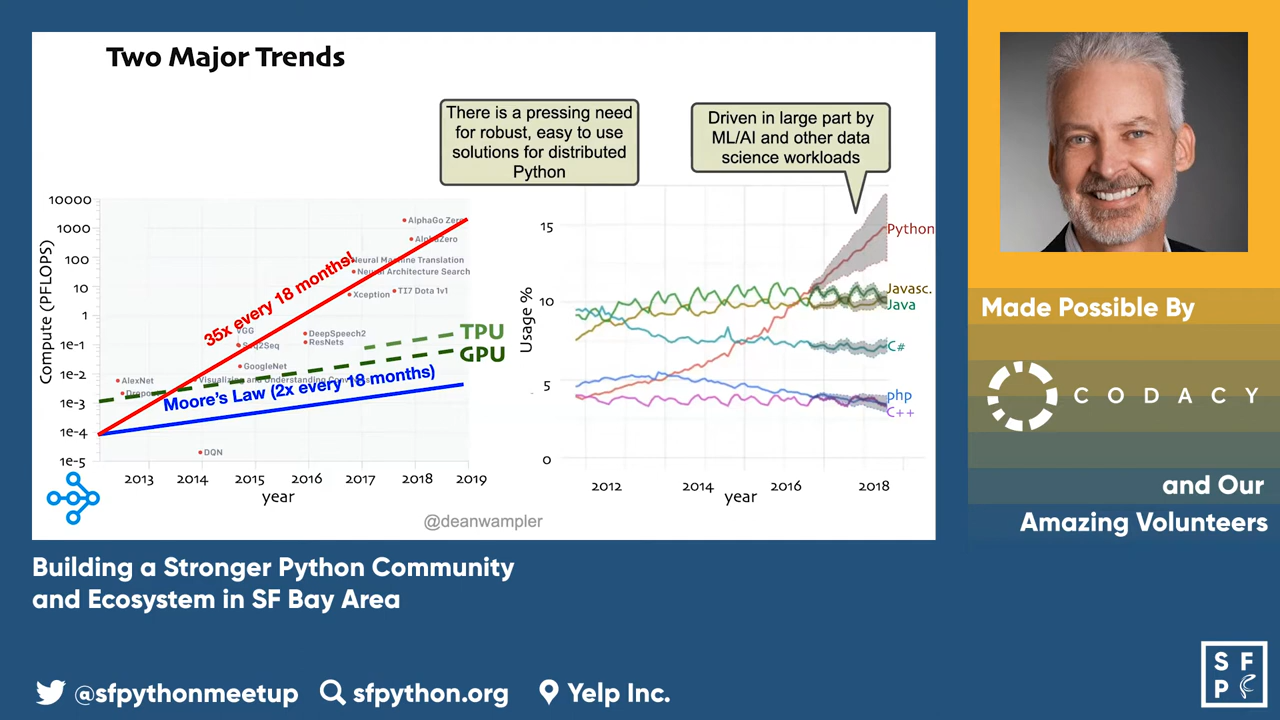 Two Major Trends
There is a pressing need
for robust, easy to use
solutions for distributed
Python
Driven in large part by
ML/AI and other data
science workloads
Compute (PFLOPS)
10000
1000
100
10
1
1e-1
1e-2
1e-3
1e-4
1e-5
AlphaGo Zero
AlphaZero
Neural Machine Translation
Neural Architecture Search
Xception
TI7 Dota 1v1
35x every 18 months!
VGG
Seq2Seq
DeepSpeech2
ResNets
GoogleNet
AlexNet
Visualizing and Understanding
DQN
TPU
GPU
Moore's Law (2x every 18 months)
2013 2014 2015 2016 2017 2018 2019
year
Usage %
15
10
5
0
Python
Javasc.
Java
C#
php
C++
2012 2014 2016 2018
year
@deanwampler
Made Possible By
CODACY
and Our
Amazing Volunteers
Building a Stronger Python Community
and Ecosystem in SF Bay Area
@sfpythonmeetup sfpython.org Yelp Inc.
S F
P